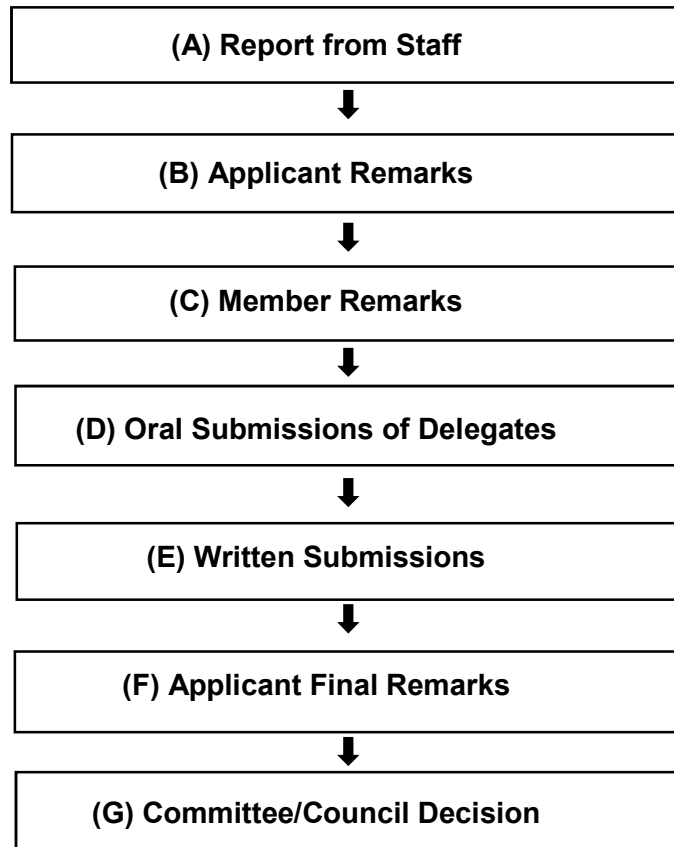 (A) Report from Staff
(B) Applicant Remarks
(C) Member Remarks
(D) Oral Submissions of Delegates
(E) Written Submissions
(F) Applicant Final Remarks
(G) Committee/Council Decision